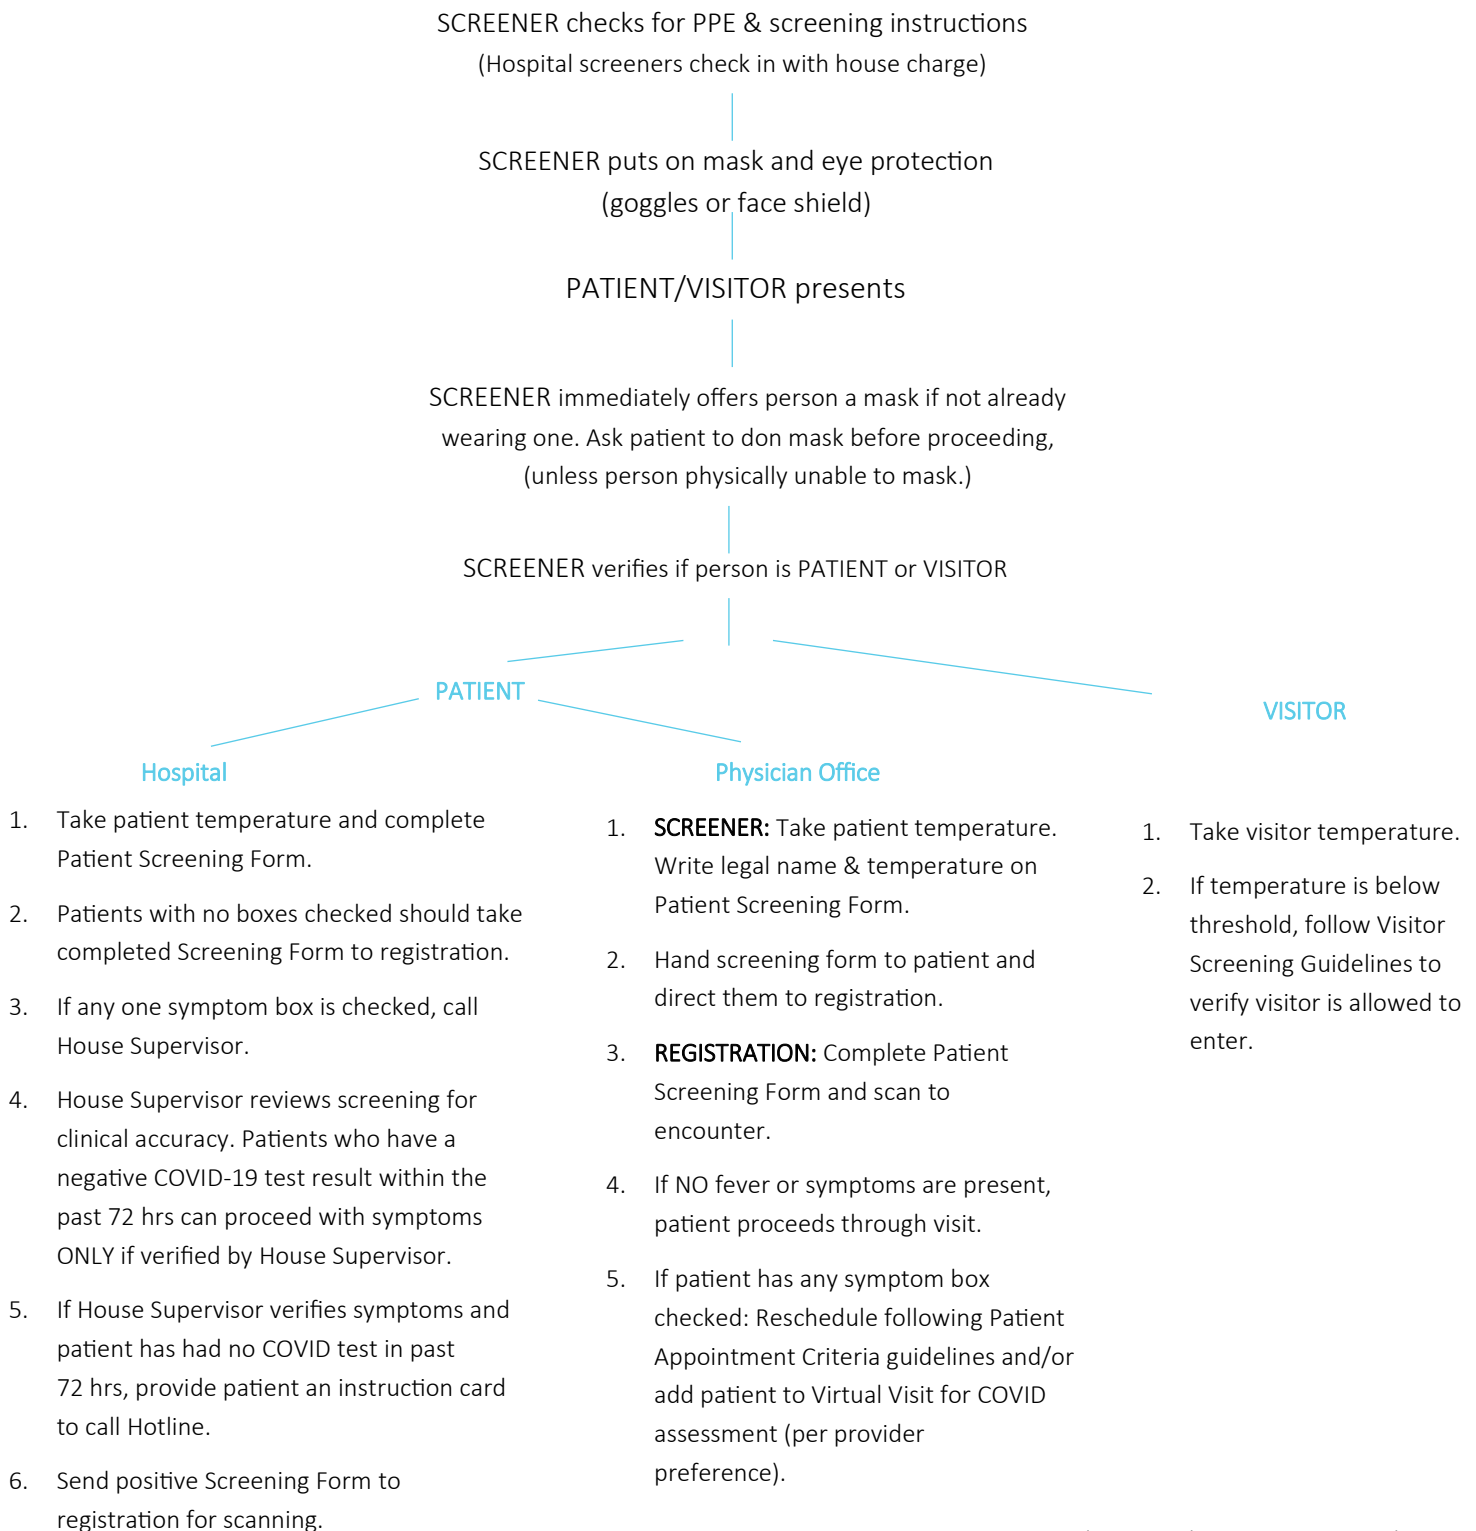 SCREENER checks for PPE & screening instructions
(Hospital screeners check in with house charge)
SCREENER puts on mask and eye protection
(goggles or face shield)
PATIENT/VISITOR presents
SCREENER immediately offers person a mask if not already
wearing one. Ask patient to don mask before proceeding,
(unless person physically unable to mask.)
SCREENER verifies if person is PATIENT or VISITOR
PATIENT
VISITOR
Hospital
1. Take patient temperature and complete
Patient Screening Form.
2. Patients with no boxes checked should take
completed Screening Form to registration.
3. If any one symptom box is checked, call
House Supervisor.
4. House Supervisor reviews screening for
clinical accuracy. Patients who have a
negative COVID-19 test result within the
past 72 hrs can proceed with symptoms
ONLY if verified by House Supervisor.
5. If House Supervisor verifies symptoms and
patient has had no COVID test in past
72 hrs, provide patient an instruction card
to call Hotline.
6. Send positive Screening Form to
registration for scanning.
Physician Office
1. SCREENER: Take patient temperature.
Write legal name & temperature on
Patient Screening Form.
2. Hand screening form to patient and
direct them to registration.
3. REGISTRATION: Complete Patient
Screening Form and scan to
encounter.
4. If NO fever or symptoms are present,
patient proceeds through visit.
5. If patient has any symptom box
checked: Reschedule following Patient
Appointment Criteria guidelines and/or
add patient to Virtual Visit for COVID
assessment (per provider
preference).
1. Take visitor temperature.
2. If temperature is below
threshold, follow Visitor
Screening Guidelines to
verify visitor is allowed to
enter.